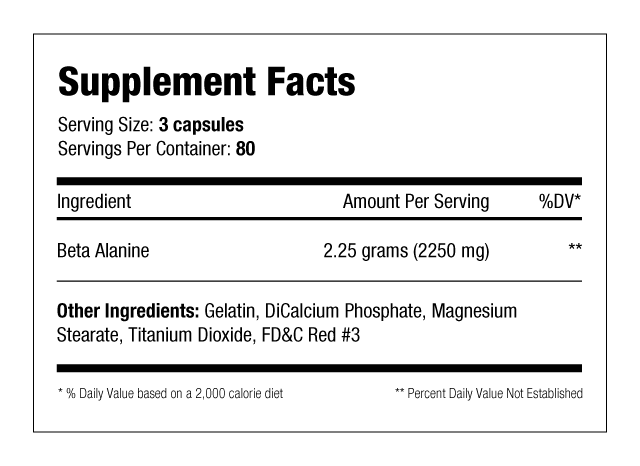 Supplement Facts
Serving Size: 3 capsules
Servings Per Container: 80
Ingredient Amount Per Serving %DV*
Beta Alanine 2.25 grams (2250 mg) **
Other Ingredients: Gelatin, DiCalcium Phosphate, Magnesium
Stearate, Titanium Dioxide, FD&C Red #3
* % Daily Value based on a 2,000 calorie diet ** Percent Daily Value Not Established